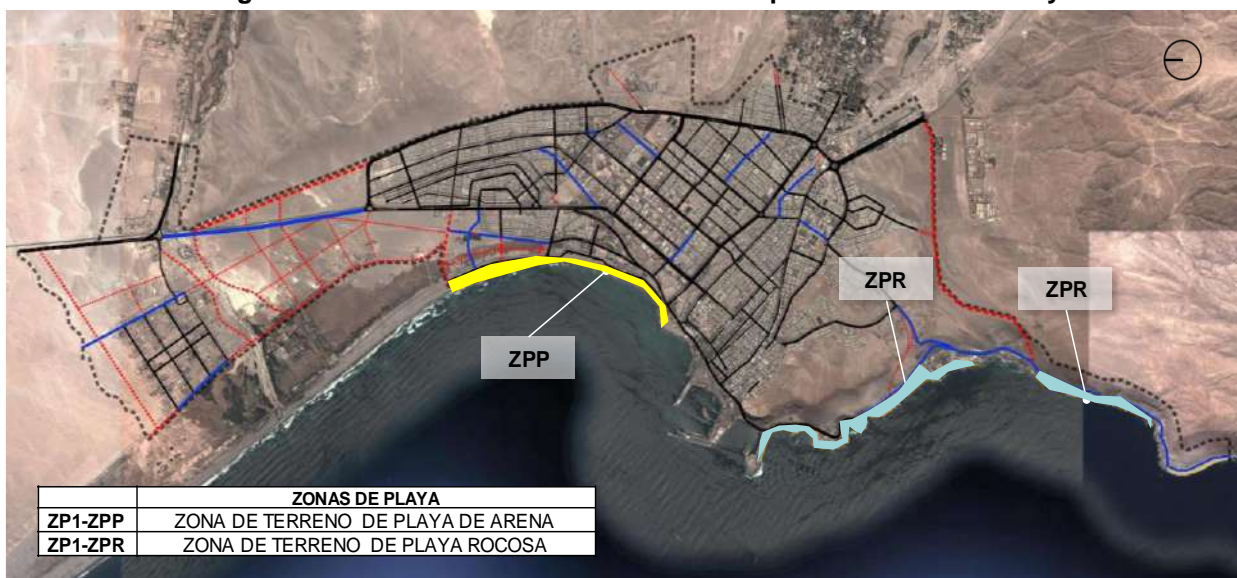 ZPR
ZPR
ZPP
ZONAS DE PLAYA
ZP1-ZPP ZONA DE TERRENO DE PLAYA DE ARENA
ZP1-ZPR ZONA DE TERRENO DE PLAYA ROCOSA